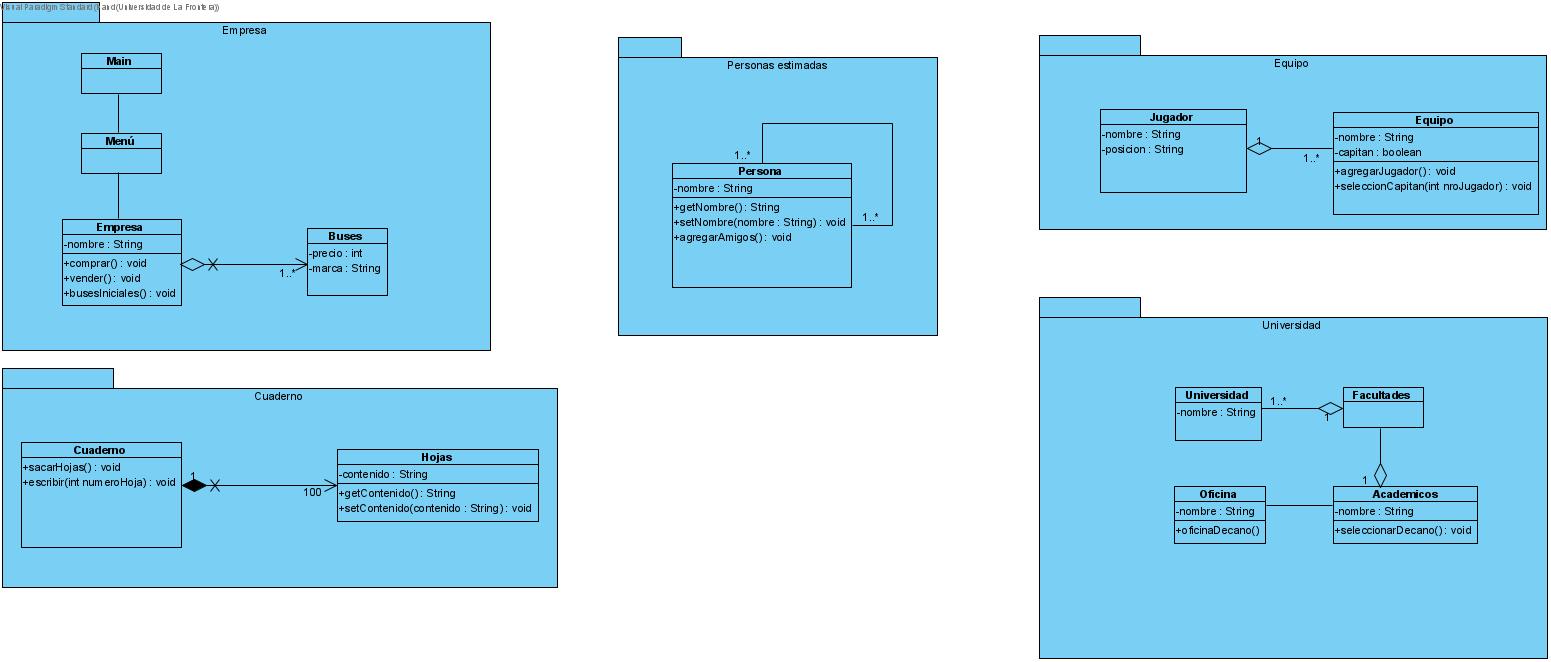 Visual Paradigm Standard(Land(Universidad de La Frontera))
Empresa
Main
Menú
Empresa
-nombre : String
+comprar() : void
+vender() : void
+busesIniciales() : void
1..*
Buses
-precio : int
-marca : String
Personas estimadas
1..*
Persona
-nombre : String
+getNombre() : String
+setNombre(nombre : String) : void
+agregarAmigos() : void
1..*
Equipo
Jugador
-nombre : String
-posicion : String
1
1..*
Equipo
-nombre : String
-capitan : boolean
+agregarJugador() : void
+seleccionCapitan(int nroJugador) : void
Cuaderno
Cuaderno
+sacarHojas() : void
+escribir(int numeroHoja) : void
1
100
Hojas
-contenido : String
+getContenido() : String
+setContenido(contenido : String) : void
Universidad
Universidad
-nombre : String
1..*
1
Facultades
1
Oficina
-nombre : String
+oficinaDecano()
Academicos
-nombre : String
+seleccionarDecano() : void